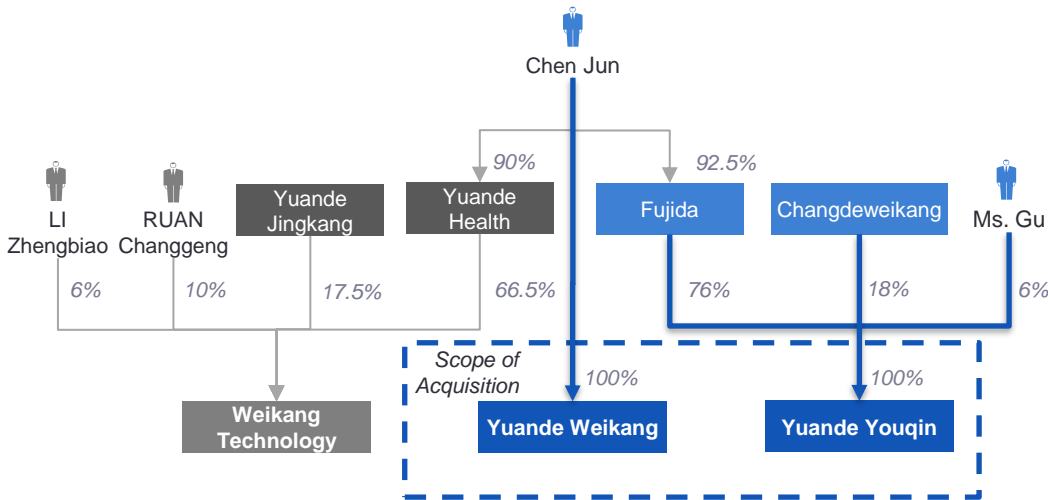 Chen Jun
90%
92.5%
LI
Zhengbiao
RUAN
Changgeng
Yuande
Jingkang
Yuande
Health
Fujida
Changdeweikang
Ms. Gu
6%
10%
17.5%
66.5%
76%
18%
6%
Scope of
Acquisition
100%
100%
Weikang
Technology
Yuande Weikang
Yuande Youqin